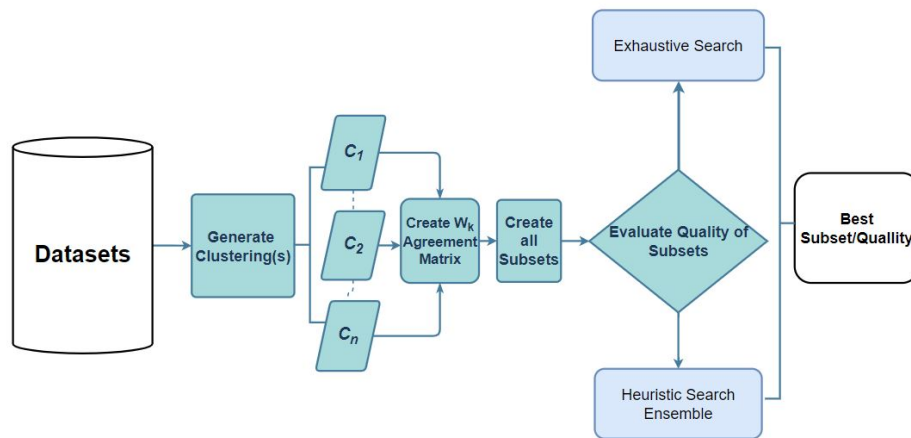 Exhaustive Search
C1
Datasets
Generate
Clustering(s)
C2
Create Wk
Agreement
Matrix
Create
all
Subsets
Evaluate Quality of
Subsets
Best
Subset/Quallity
Cn
Heuristic Search
Ensemble